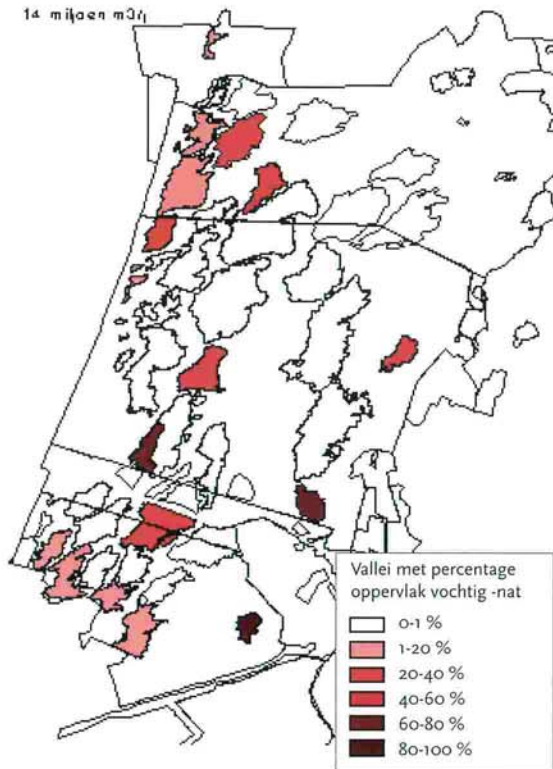 14 miljoen m3/j
Vallei met percentage
oppervlak vochtig -nat
0-1 %
1-20 %
20-40 %
40-60 %
60-80 %
80-100 %